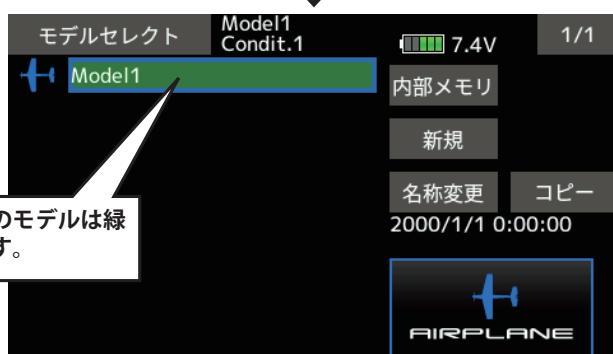 モデルセレクト
Model1
Condit.1
7.4V
1/1
Model1
内部メモリ
新規
名称変更
コピー
2000/1/1 0:00:00
のモデルは緑
す。
AIRPLANE